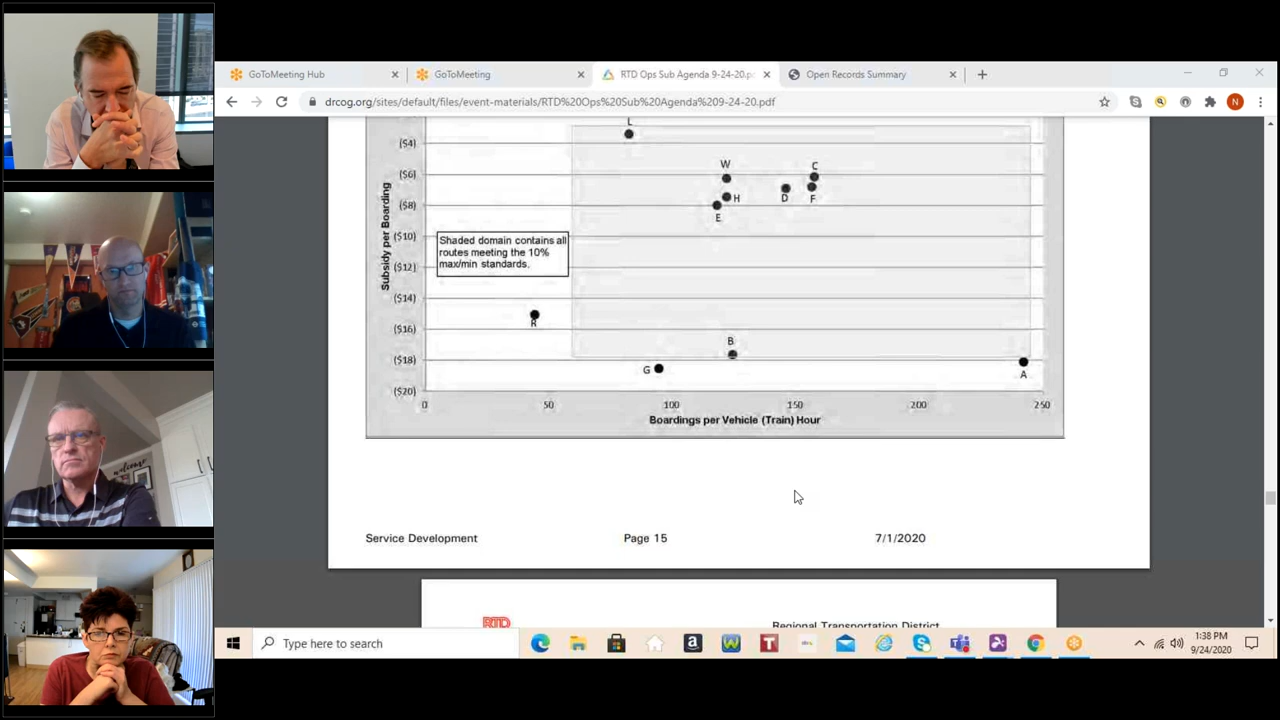 GoToMeeting Hub
GoToMeeting
RTD Ops Sub Agenda 9-24-20.p
Open Records Summary
drcog.org/sites/default/files/event-materials/RTD%20Ops%20Sub%20Agenda%209-24-20.pdf
N
L
($4)
W
C
($6)
H
D
F
($8)
E
Subsidy per Boarding
($10)
Shaded domain contains all
routes meeting the 10%
max/min standards.
($12)
($14)
R
($16)
B
($18)
G
A
($20)
0
50
100
150
200
250
Boardings per Vehicle (Train) Hour
Service Development
Page 15
7/1/2020
RTD
Regional Transportation District
Type here to search
1:38 PM
9/24/2020
welcome